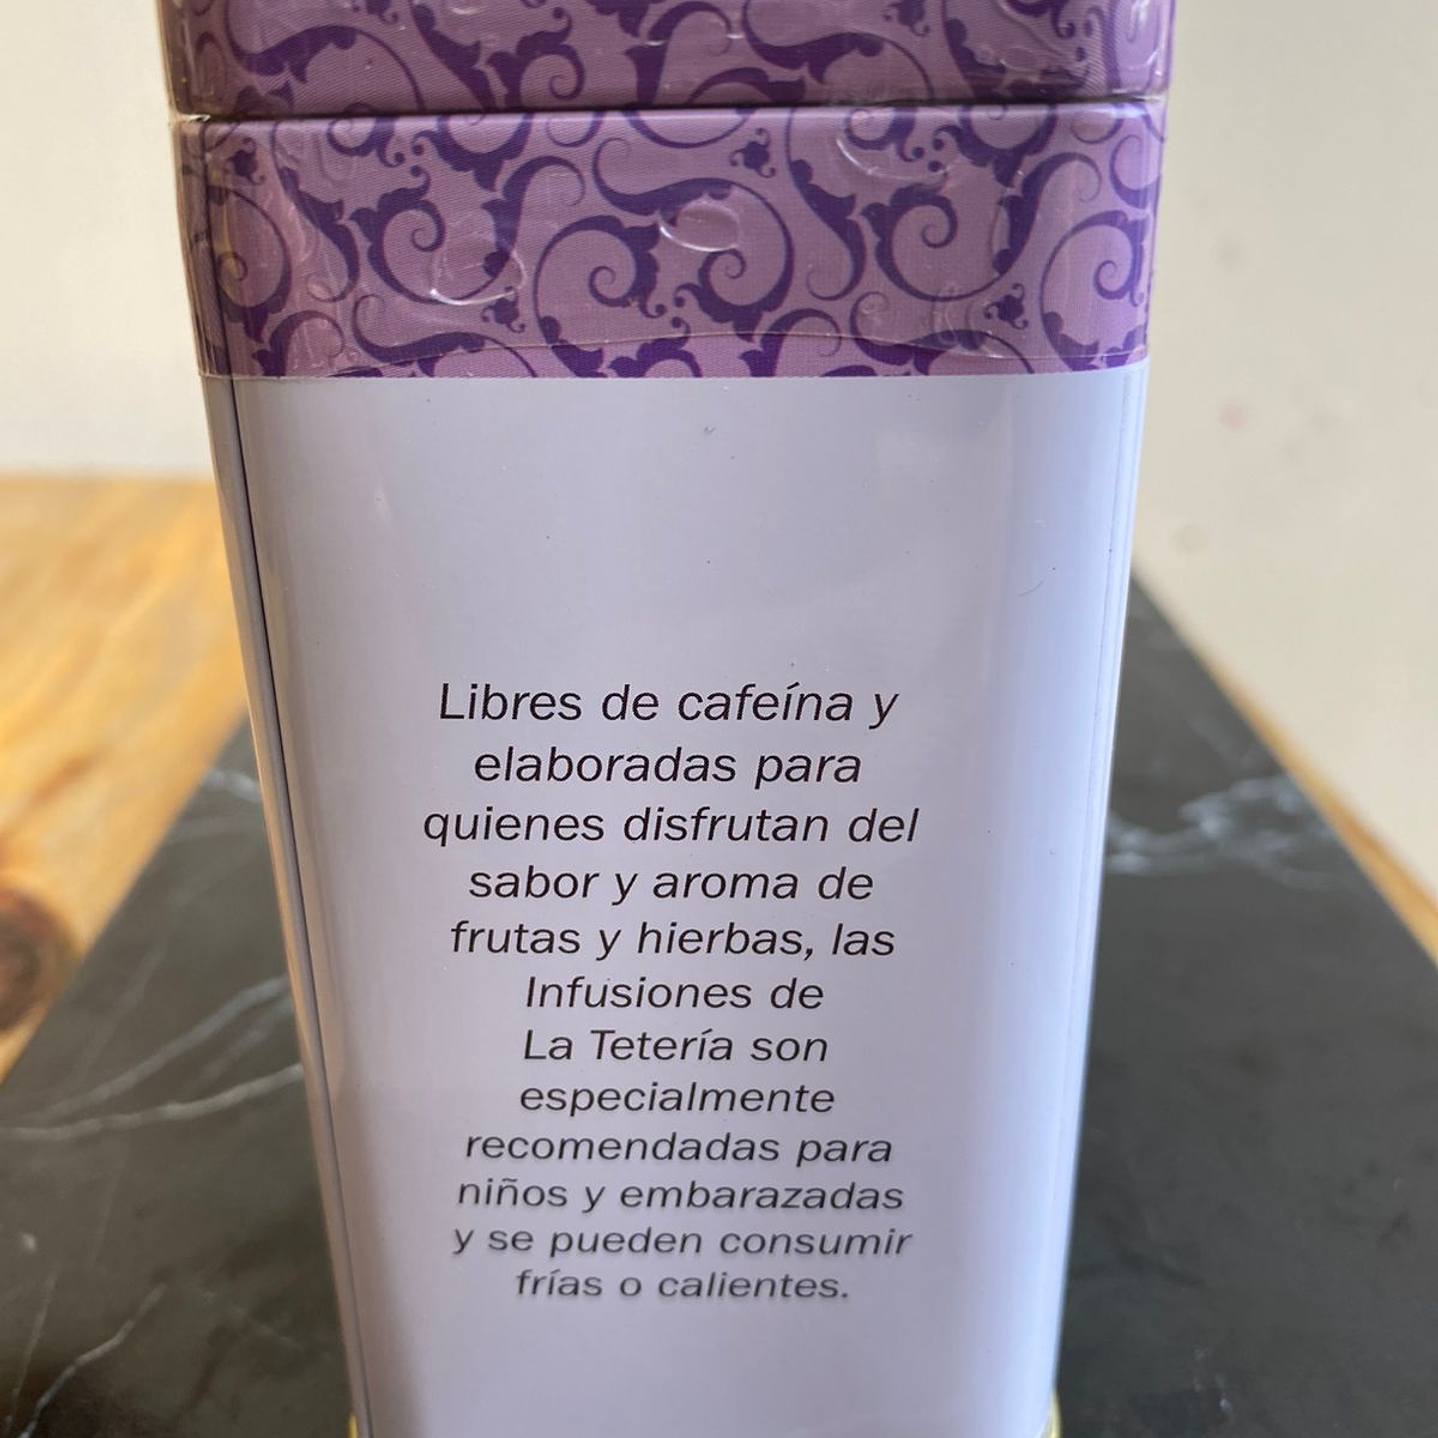 Libres de cafeína y
elaboradas para
quienes disfrutan del
sabor y aroma de
frutas y hierbas, las
Infusiones de
La Tetería son
especialmente
recomendadas para
niños y embarazadas
y se pueden consumir
frías o calientes.